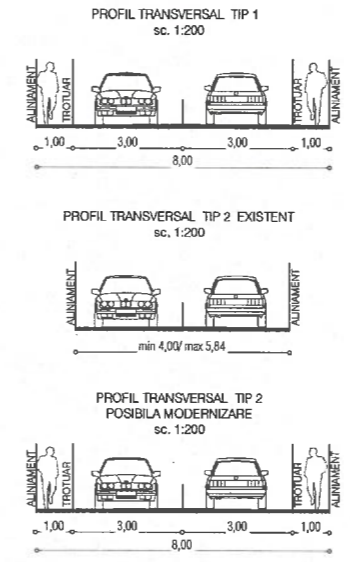 PROFIL TRANSVERSAL TIP 1
sc. 1:200
ALINIAMENT TROTUAR TROTUAR ALINIAMENT
1,00 3,00 3,00 1,00
8,00
PROFIL TRANSVERSAL TIP 2 EXISTENT
sc. 1:200
ALINIAMENT ALINIAMENT
min 4,00/ max 5,84
PROFIL TRANSVERSAL TIP 2
POSIBILA MODERNIZARE
sc. 1:200
ALINIAMENT TROTUAR TROTUAR ALINIAMENT
1,00 3,00 3,00 1,00
8,00